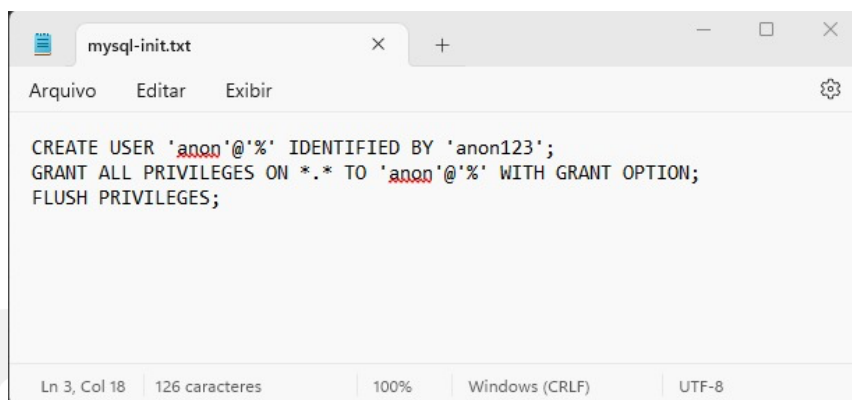 mysql-init.txt
Arquivo Editar Exibir
CREATE USER 'anon'@'%' IDENTIFIED BY 'anon123';
GRANT ALL PRIVILEGES ON *.* TO 'anon'@'%' WITH GRANT OPTION;
FLUSH PRIVILEGES;
Ln 3, Col 18 126 caracteres 100% Windows (CRLF) UTF-8